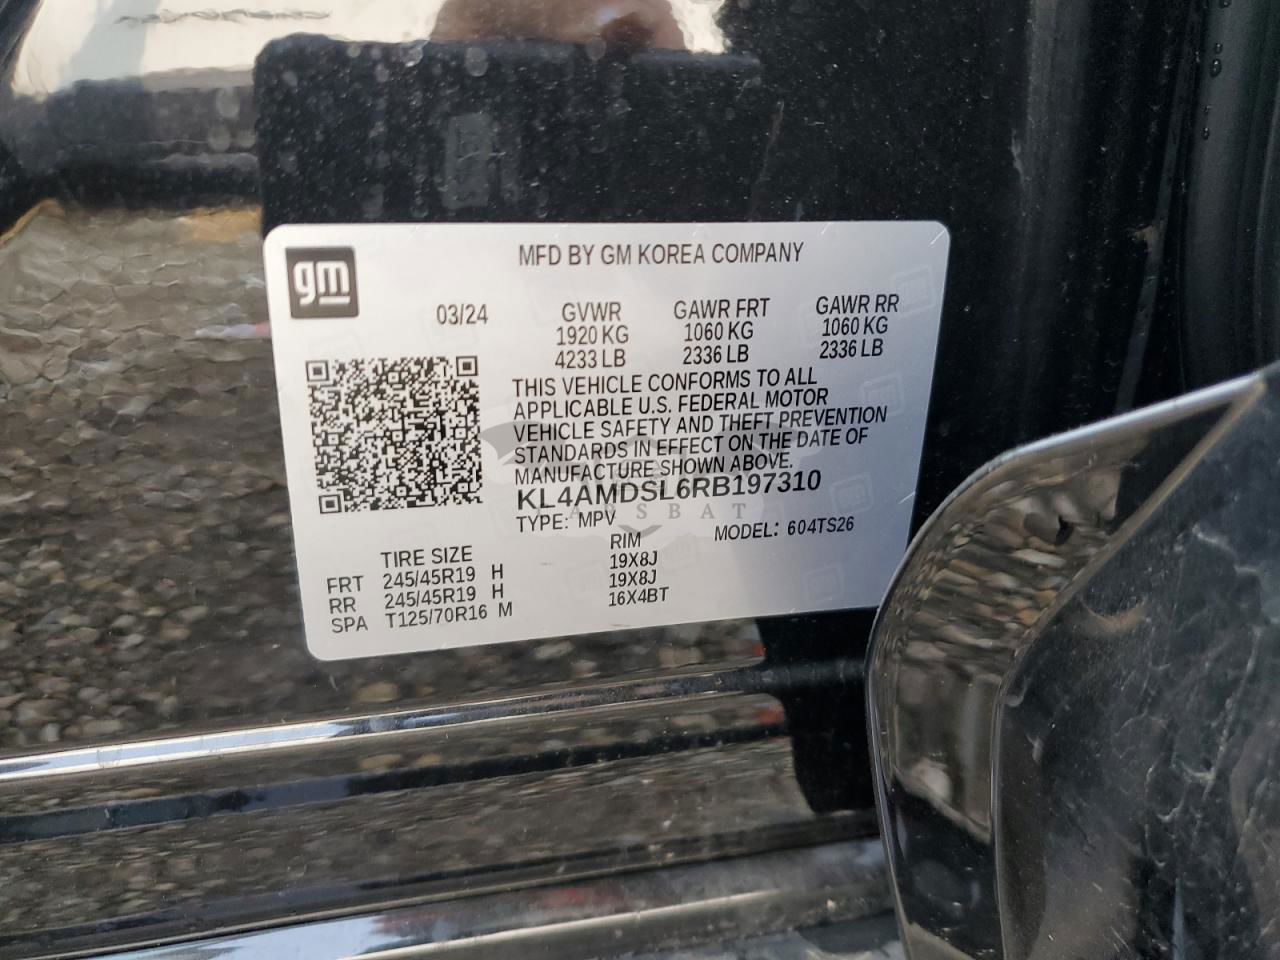 gm
MFD BY GM KOREA COMPANY
03/24
GVWR GAWR FRT GAWR RR
1920 KG 1060 KG 1060 KG
4233 LB 2336 LB 2336 LB
THIS VEHICLE CONFORMS TO ALL
APPLICABLE U.S. FEDERAL MOTOR
VEHICLE SAFETY AND THEFT PREVENTION
STANDARDS IN EFFECT ON THE DATE OF
MANUFACTURE SHOWN ABOVE.
KL4AMDSL6RB197310
CARSBAT
TYPE: MPV MODEL: 604TS26
TIRE SIZE RIM
FRT 245/45R19 H 19X8J
RR 245/45R19 H 19X8J
SPA T125/70R16 M 16X4BT